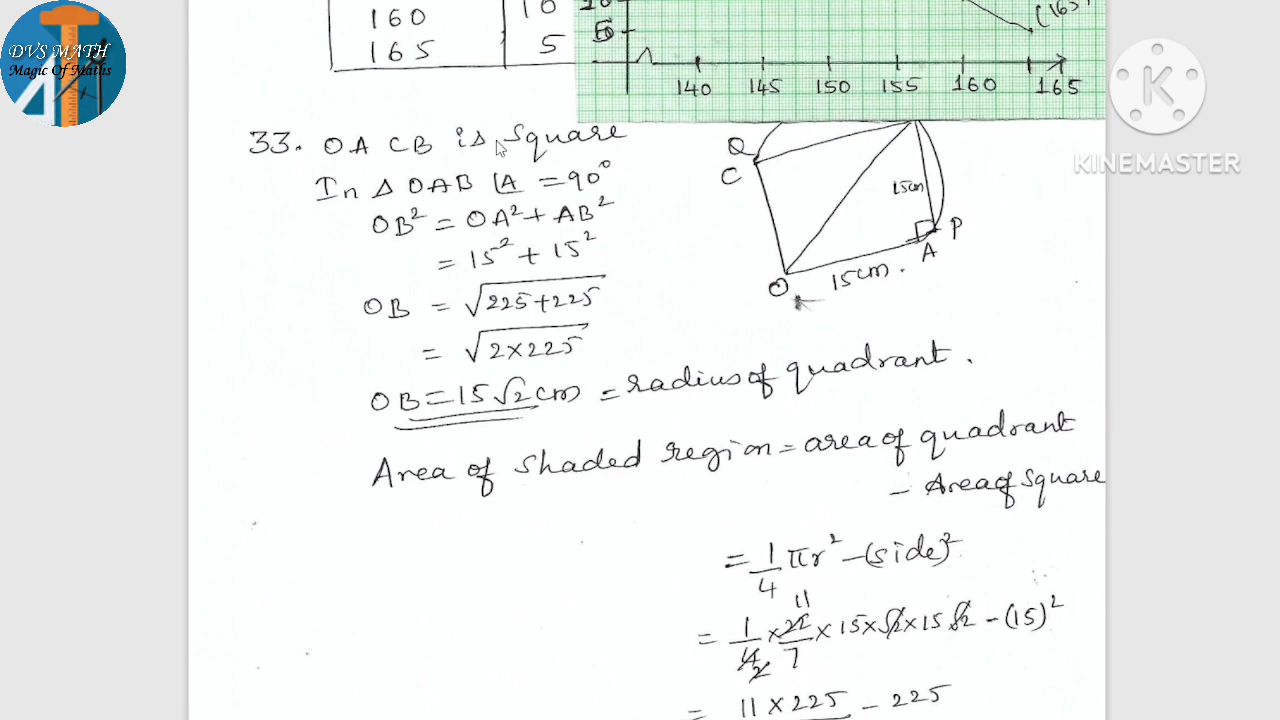 160
165
10
5
DVS MATH
Magic Of Maths
(165
140 145 150 155 160 165
KINEMASTER
33. OACB is Square
In △ OAB ∠A = 90°
OB² = OA² + AB²
= 15² + 15²
OB = √225+225
= √2×225
OB = 15√2 cm = radius of quadrant.
Q
C
15cm
P
A
O
15cm.
Area of shaded region = area of quadrant
- Area of square
= 1/4 πr² - (side)²
11
= 1/4 × 22/7 × 15×√2×15√2 - (15)²
2
= 11×225 - 225